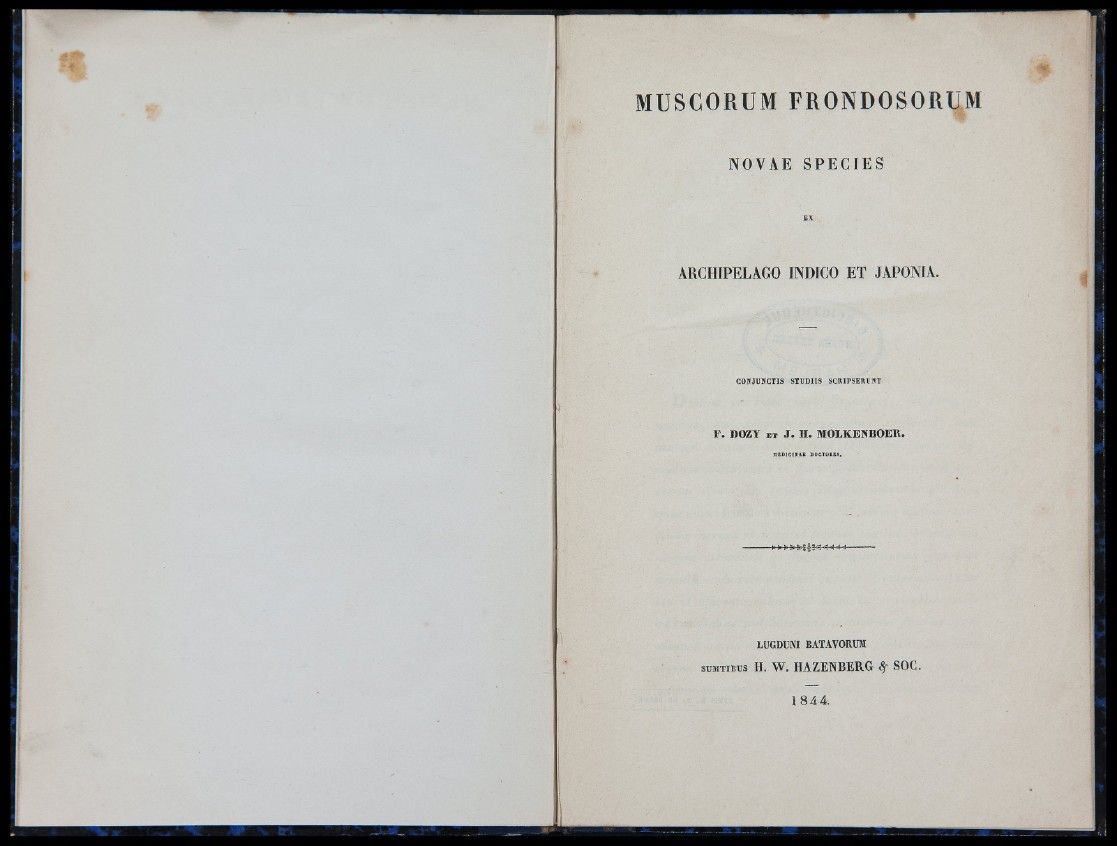 MUSCORUM FRONDOSORUM
NOVAE SPECIES
EX
ARCHIPELAGO INDICO ET JAPONIA.
CONJUNCTIS STUDIIS SCRIPSERUNT
F. DOZY ET J. H. MOLKENBOER.
MEDICINAE DOCTORES.
LUGDUNI BATAVORUM
SUMTIBUS H. W. HAZENBERG & SOC.
1844.